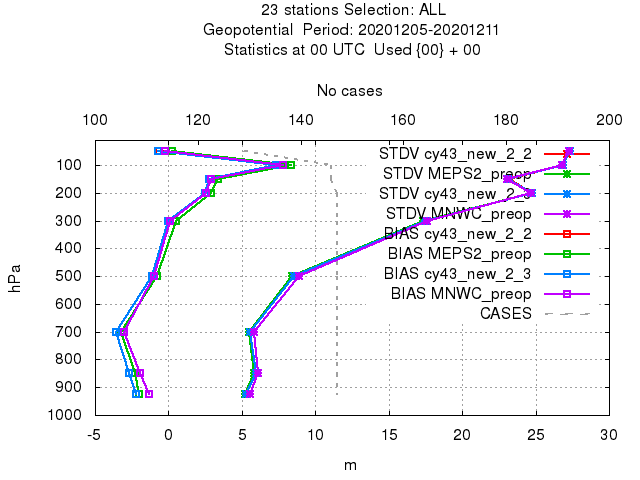 23 stations Selection: ALL
Geopotential  Period: 20201205-20201211
Statistics at 00 UTC  Used {00} + 00
No cases
100 120 140 160 180 200
STDV cy43_new_2_2
STDV MEPS2_preop
STDV cy43_new_2_3
STDV MNWC_preop
BIAS cy43_new_2_2
BIAS MEPS2_preop
BIAS cy43_new_2_3
BIAS MNWC_preop
CASES
hPa
100
200
300
400
500
600
700
800
900
1000
-5 0 5 10 15 20 25 30
m